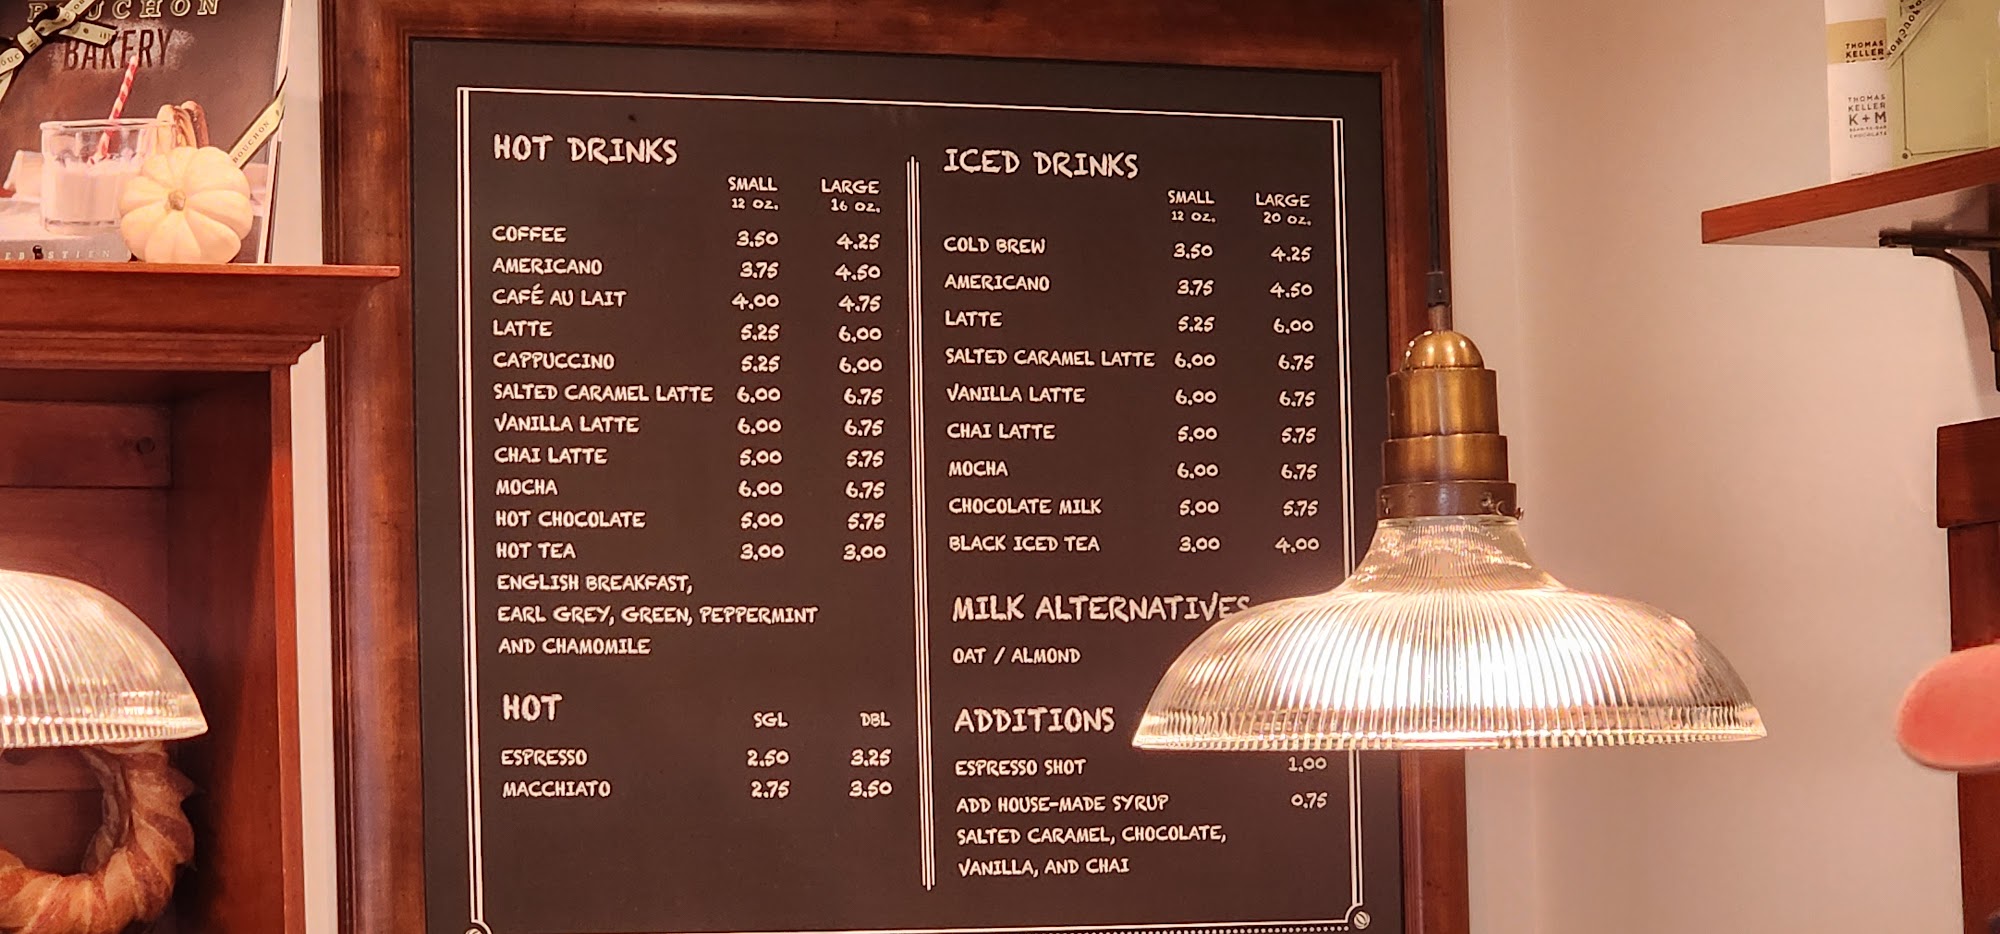 BOUCHON
BAKERY
BOUCHON
SEBASTIEN
HOT DRINKS
SMALL LARGE
12 OZ. 16 OZ.
COFFEE 3.50 4.25
AMERICANO 3.75 4.50
CAFÉ AU LAIT 4.00 4.75
LATTE 5.25 6.00
CAPPUCCINO 5.25 6.00
SALTED CARAMEL LATTE 6.00 6.75
VANILLA LATTE 6.00 6.75
CHAI LATTE 5.00 5.75
MOCHA 6.00 6.75
HOT CHOCOLATE 5.00 5.75
HOT TEA 3.00 3.00
ENGLISH BREAKFAST,
EARL GREY, GREEN, PEPPERMINT
AND CHAMOMILE
HOT SGL DBL
ESPRESSO 2.50 3.25
MACCHIATO 2.75 3.50
ICED DRINKS
SMALL LARGE
12 OZ. 20 OZ.
COLD BREW 3.50 4.25
AMERICANO 3.75 4.50
LATTE 5.25 6.00
SALTED CARAMEL LATTE 6.00 6.75
VANILLA LATTE 6.00 6.75
CHAI LATTE 5.00 5.75
MOCHA 6.00 6.75
CHOCOLATE MILK 5.00 5.75
BLACK ICED TEA 3.00 4.00
MILK ALTERNATIVES
OAT / ALMOND
ADDITIONS
ESPRESSO SHOT 1.00
ADD HOUSE-MADE SYRUP 0.75
SALTED CARAMEL, CHOCOLATE,
VANILLA, AND CHAI
THOMAS
KELLER
THOMAS
KELLER
K+M
BEAN-TO-BAR
CHOCOLATE
BOUCHON